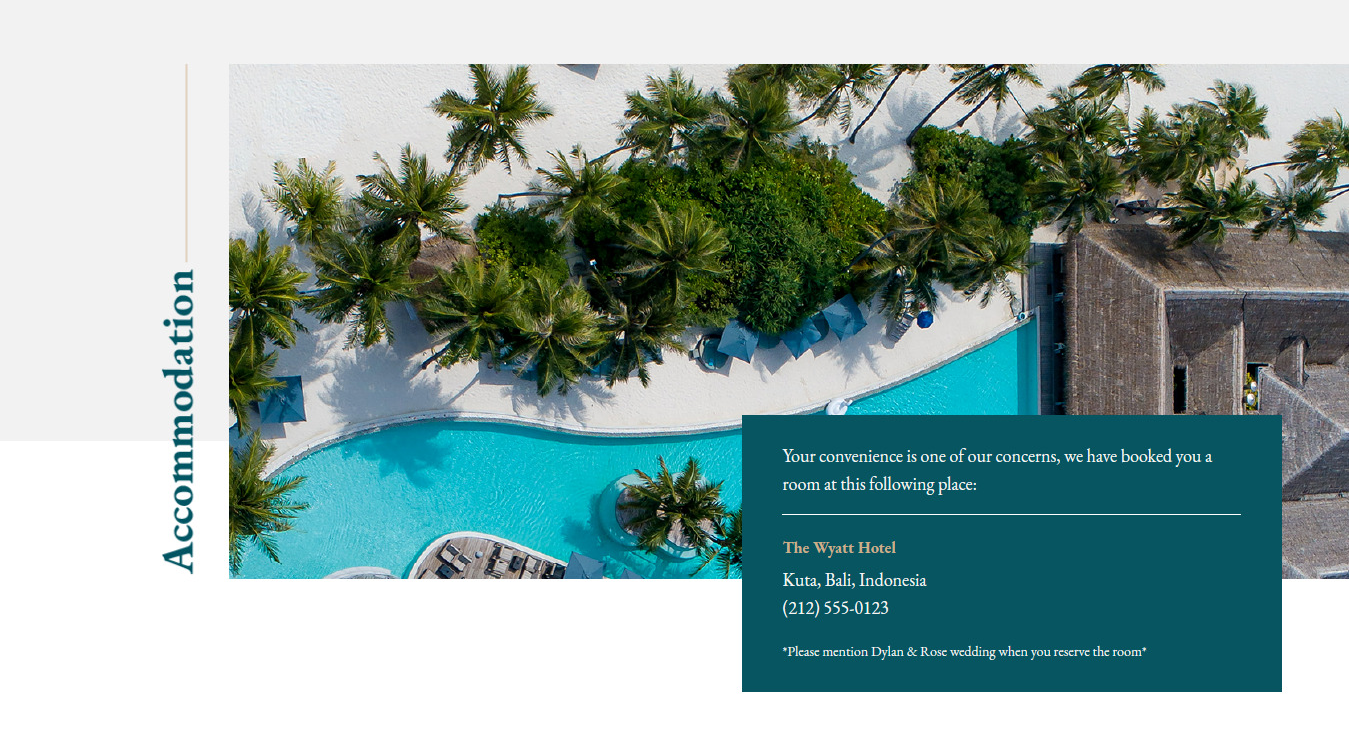 Accommodation
Your convenience is one of our concerns, we have booked you a
room at this following place:
The Wyatt Hotel
Kuta, Bali, Indonesia
(212) 555-0123
*Please mention Dylan & Rose wedding when you reserve the room*